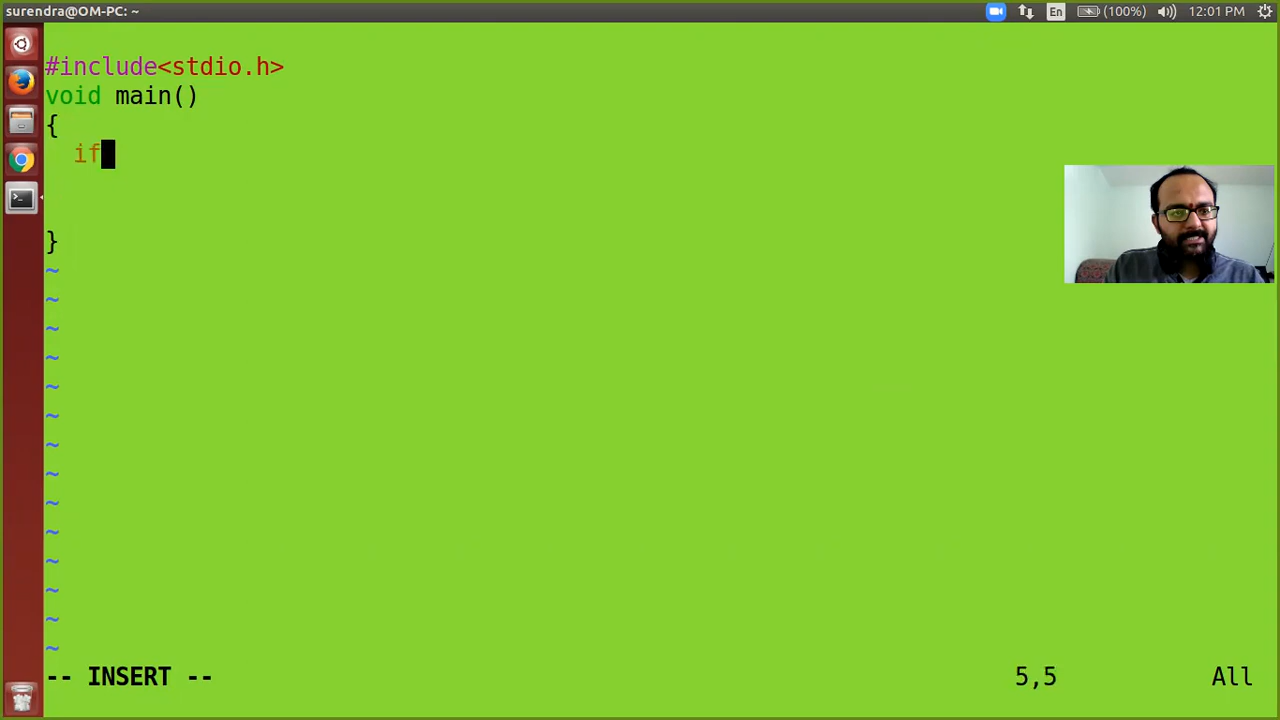 surendra@OM-PC: ~
En
(100%)
12:01 PM
#include<stdio.h>
void main()
{
if
}
~
~
~
~
~
~
~
~
~
~
~
~
~
~
-- INSERT --
5,5
All